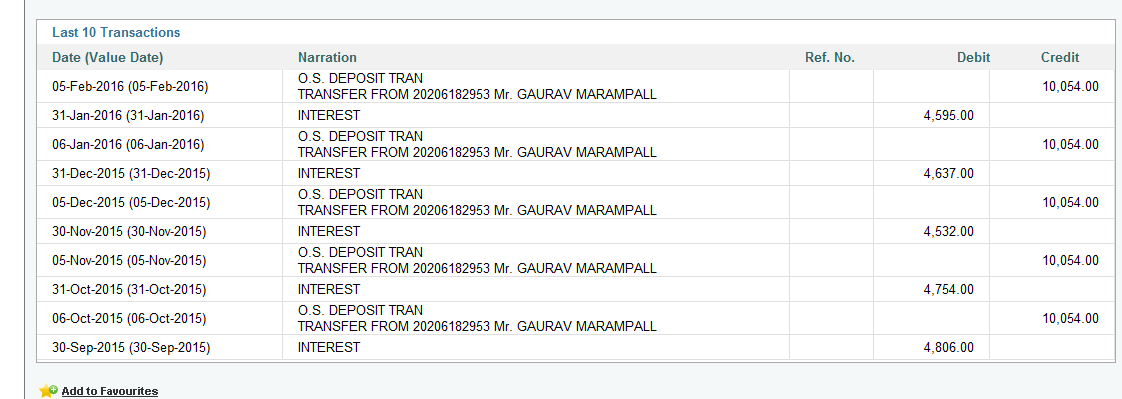 Last 10 Transactions
Date (Value Date) Narration Ref. No. Debit Credit
05-Feb-2016 (05-Feb-2016) O.S. DEPOSIT TRAN
TRANSFER FROM 20206182953 Mr. GAURAV MARAMPALL 10,054.00
31-Jan-2016 (31-Jan-2016) INTEREST 4,595.00
06-Jan-2016 (06-Jan-2016) O.S. DEPOSIT TRAN
TRANSFER FROM 20206182953 Mr. GAURAV MARAMPALL 10,054.00
31-Dec-2015 (31-Dec-2015) INTEREST 4,637.00
05-Dec-2015 (05-Dec-2015) O.S. DEPOSIT TRAN
TRANSFER FROM 20206182953 Mr. GAURAV MARAMPALL 10,054.00
30-Nov-2015 (30-Nov-2015) INTEREST 4,532.00
05-Nov-2015 (05-Nov-2015) O.S. DEPOSIT TRAN
TRANSFER FROM 20206182953 Mr. GAURAV MARAMPALL 10,054.00
31-Oct-2015 (31-Oct-2015) INTEREST 4,754.00
06-Oct-2015 (06-Oct-2015) O.S. DEPOSIT TRAN
TRANSFER FROM 20206182953 Mr. GAURAV MARAMPALL 10,054.00
30-Sep-2015 (30-Sep-2015) INTEREST 4,806.00
Add to Favourites